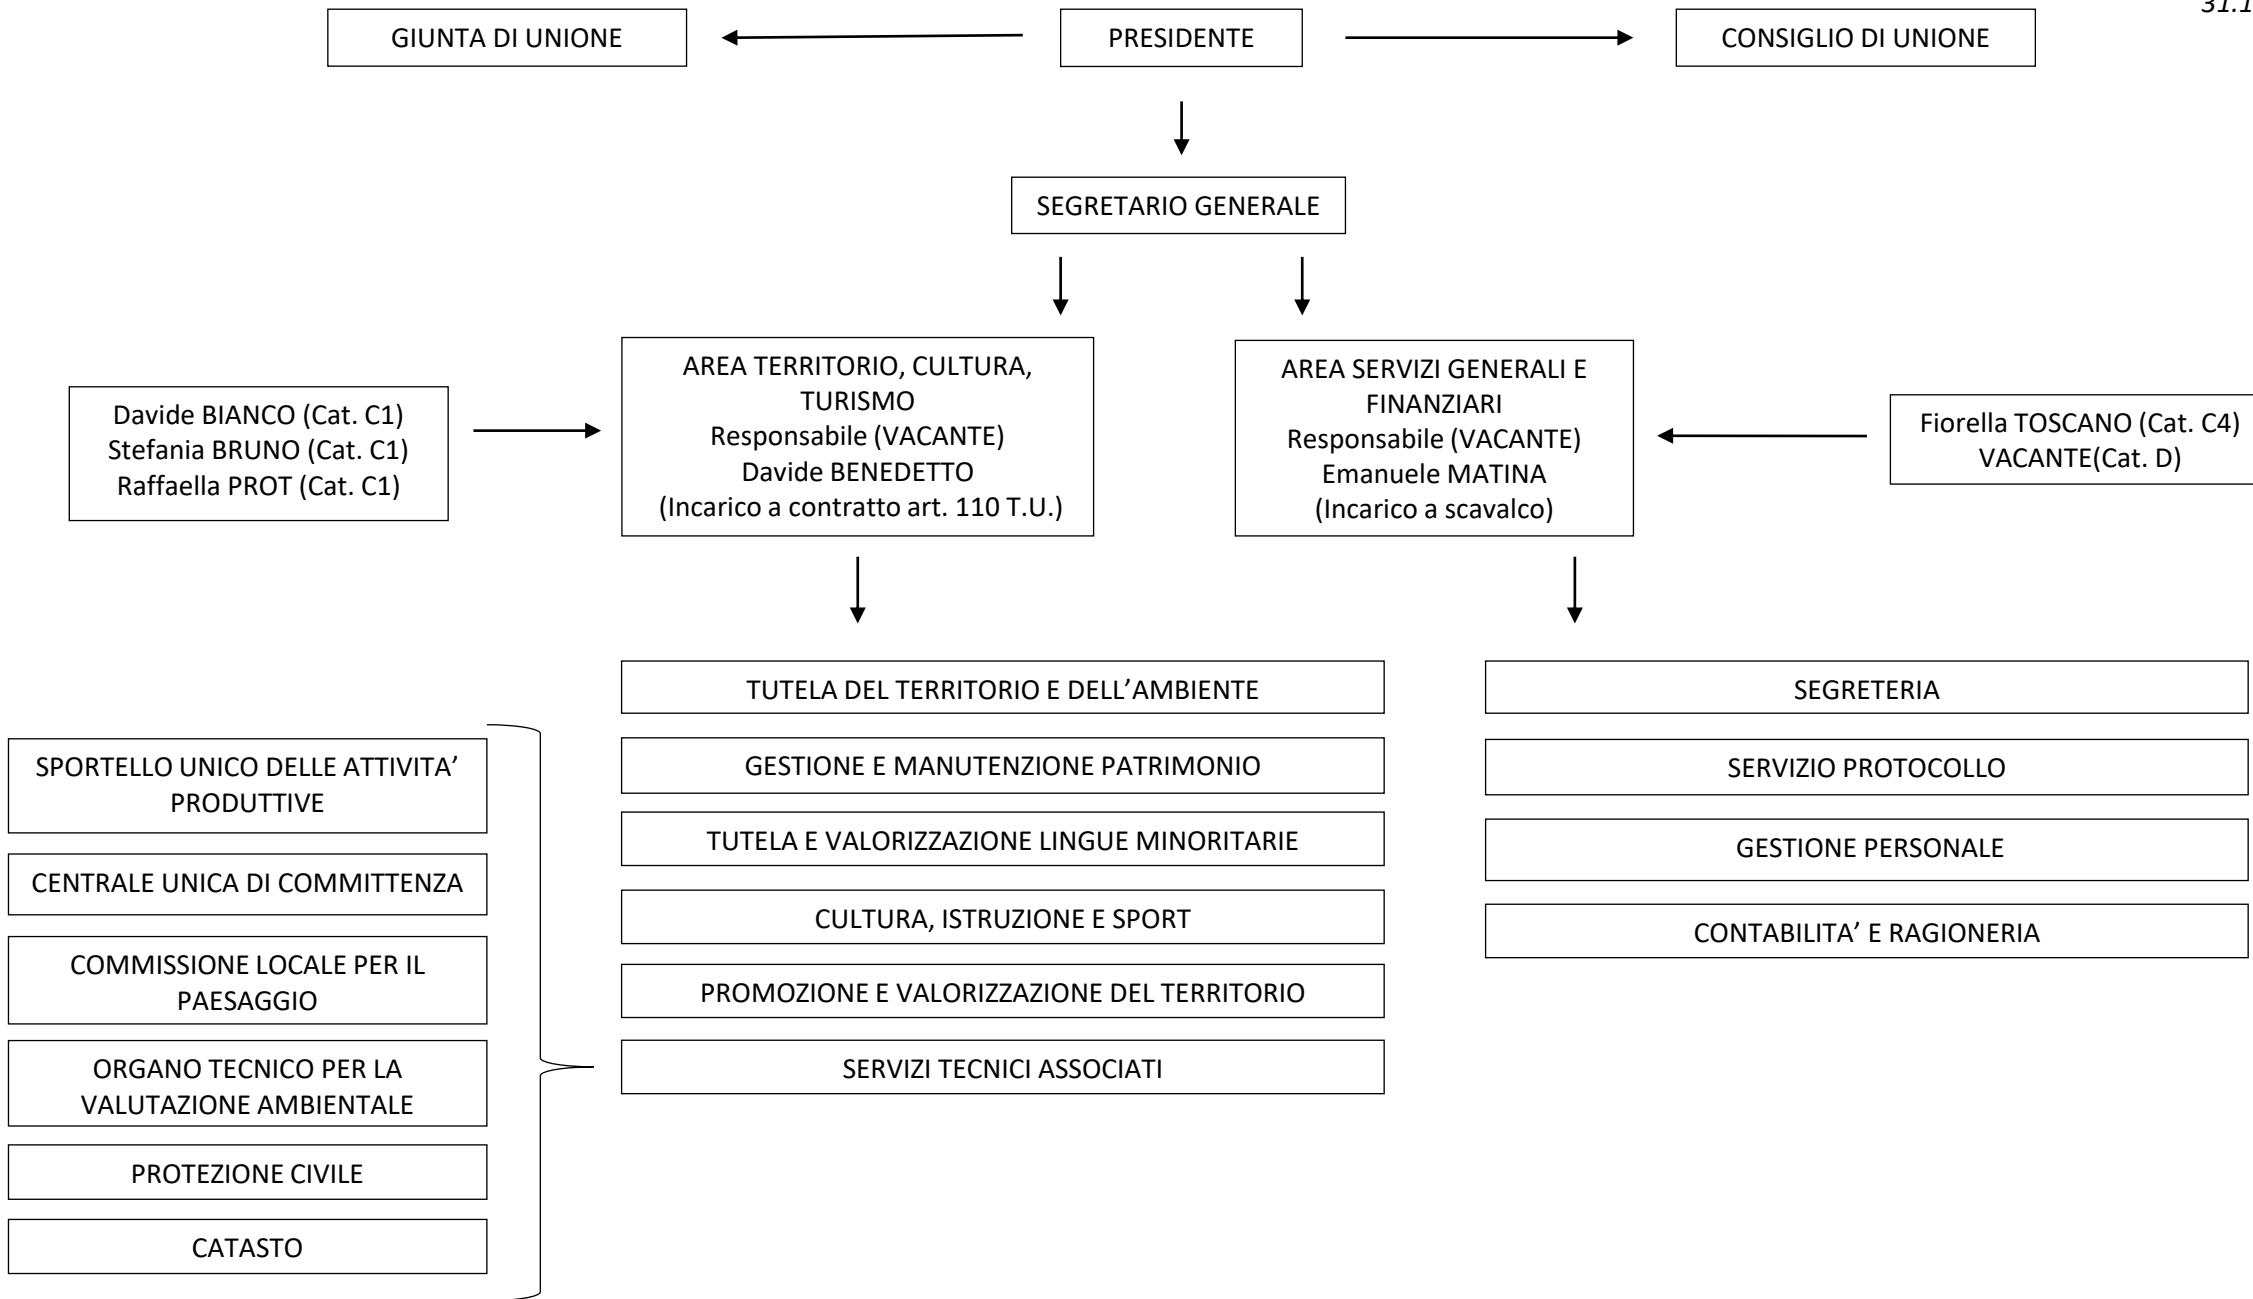 31.1
GIUNTA DI UNIONE
PRESIDENTE
CONSIGLIO DI UNIONE
SEGRETARIO GENERALE
Davide BIANCO (Cat. C1)
Stefania BRUNO (Cat. C1)
Raffaella PROT (Cat. C1)
AREA TERRITORIO, CULTURA,
TURISMO
Responsabile (VACANTE)
Davide BENEDETTO
(Incarico a contratto art. 110 T.U.)
AREA SERVIZI GENERALI E
FINANZIARI
Responsabile (VACANTE)
Emanuele MATINA
(Incarico a scavalco)
Fiorella TOSCANO (Cat. C4)
VACANTE(Cat. D)
TUTELA DEL TERRITORIO E DELL’AMBIENTE
GESTIONE E MANUTENZIONE PATRIMONIO
TUTELA E VALORIZZAZIONE LINGUE MINORITARIE
CULTURA, ISTRUZIONE E SPORT
PROMOZIONE E VALORIZZAZIONE DEL TERRITORIO
SERVIZI TECNICI ASSOCIATI
SEGRETERIA
SERVIZIO PROTOCOLLO
GESTIONE PERSONALE
CONTABILITA’ E RAGIONERIA
SPORTELLO UNICO DELLE ATTIVITA’
PRODUTTIVE
CENTRALE UNICA DI COMMITTENZA
COMMISSIONE LOCALE PER IL
PAESAGGIO
ORGANO TECNICO PER LA
VALUTAZIONE AMBIENTALE
PROTEZIONE CIVILE
CATASTO